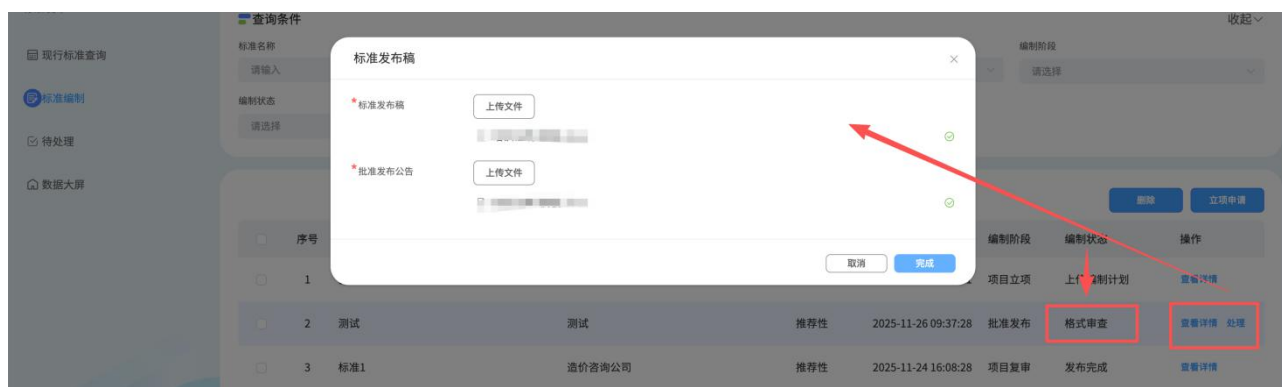 查询条件
收起
现行标准查询
标准编制
待处理
数据大屏
标准名称
请输入
编制阶段
请选择
编制状态
请选择
标准发布稿
*标准发布稿
上传文件
*批准发布公告
上传文件
取消
完成
删除
立项申请
序号 编制阶段 编制状态 操作
1 项目立项 上传编制计划 查看详情
2 测试 测试 推荐性 2025-11-26 09:37:28 批准发布 格式审查 查看详情 处理
3 标准1 造价咨询公司 推荐性 2025-11-24 16:08:28 项目复审 发布完成 查看详情